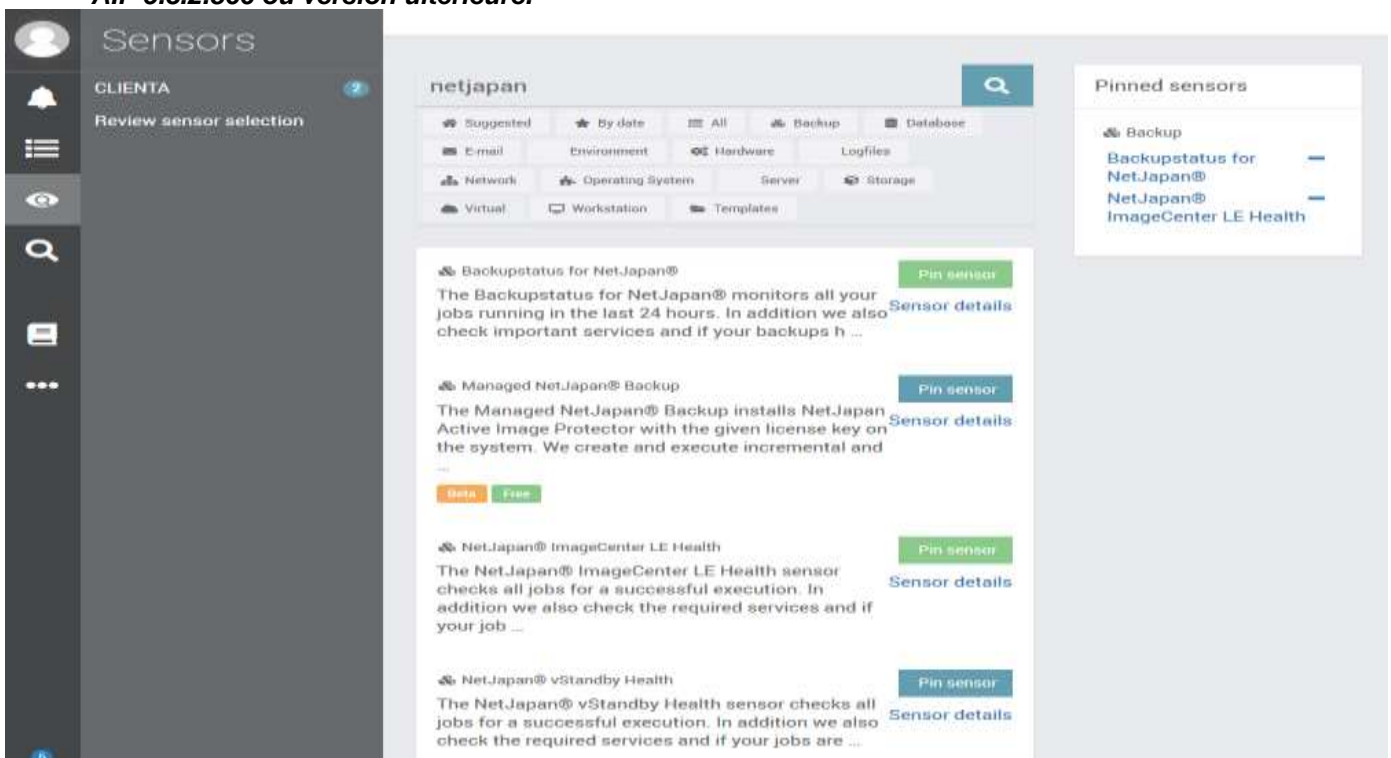 AIP 5.5.2.500 ou version ultérieure.
Sensors
CLIENTA 2
Review sensor selection
netjapan
Suggested By date All Backup Database
E-mail Environment Hardware Logfiles
Network Operating System Server Storage
Virtual Workstation Templates
Pinned sensors
Backup
Backupstatus for
NetJapan®
NetJapan®
ImageCenter LE Health
Backupstatus for NetJapan®
Pin sensor
The Backupstatus for NetJapan® monitors all your
jobs running in the last 24 hours. In addition we also
check important services and if your backups h ...
Sensor details
Managed NetJapan® Backup
Pin sensor
The Managed NetJapan® Backup installs NetJapan
Active Image Protector with the given license key on
the system. We create and execute incremental and
...
Sensor details
Beta Free
NetJapan® ImageCenter LE Health
Pin sensor
The NetJapan® ImageCenter LE Health sensor
checks all jobs for a successful execution. In
addition we also check the required services and if
your job ...
Sensor details
NetJapan® vStandby Health
Pin sensor
The NetJapan® vStandby Health sensor checks all
jobs for a successful execution. In addition we also
check the required services and if your jobs are ...
Sensor details